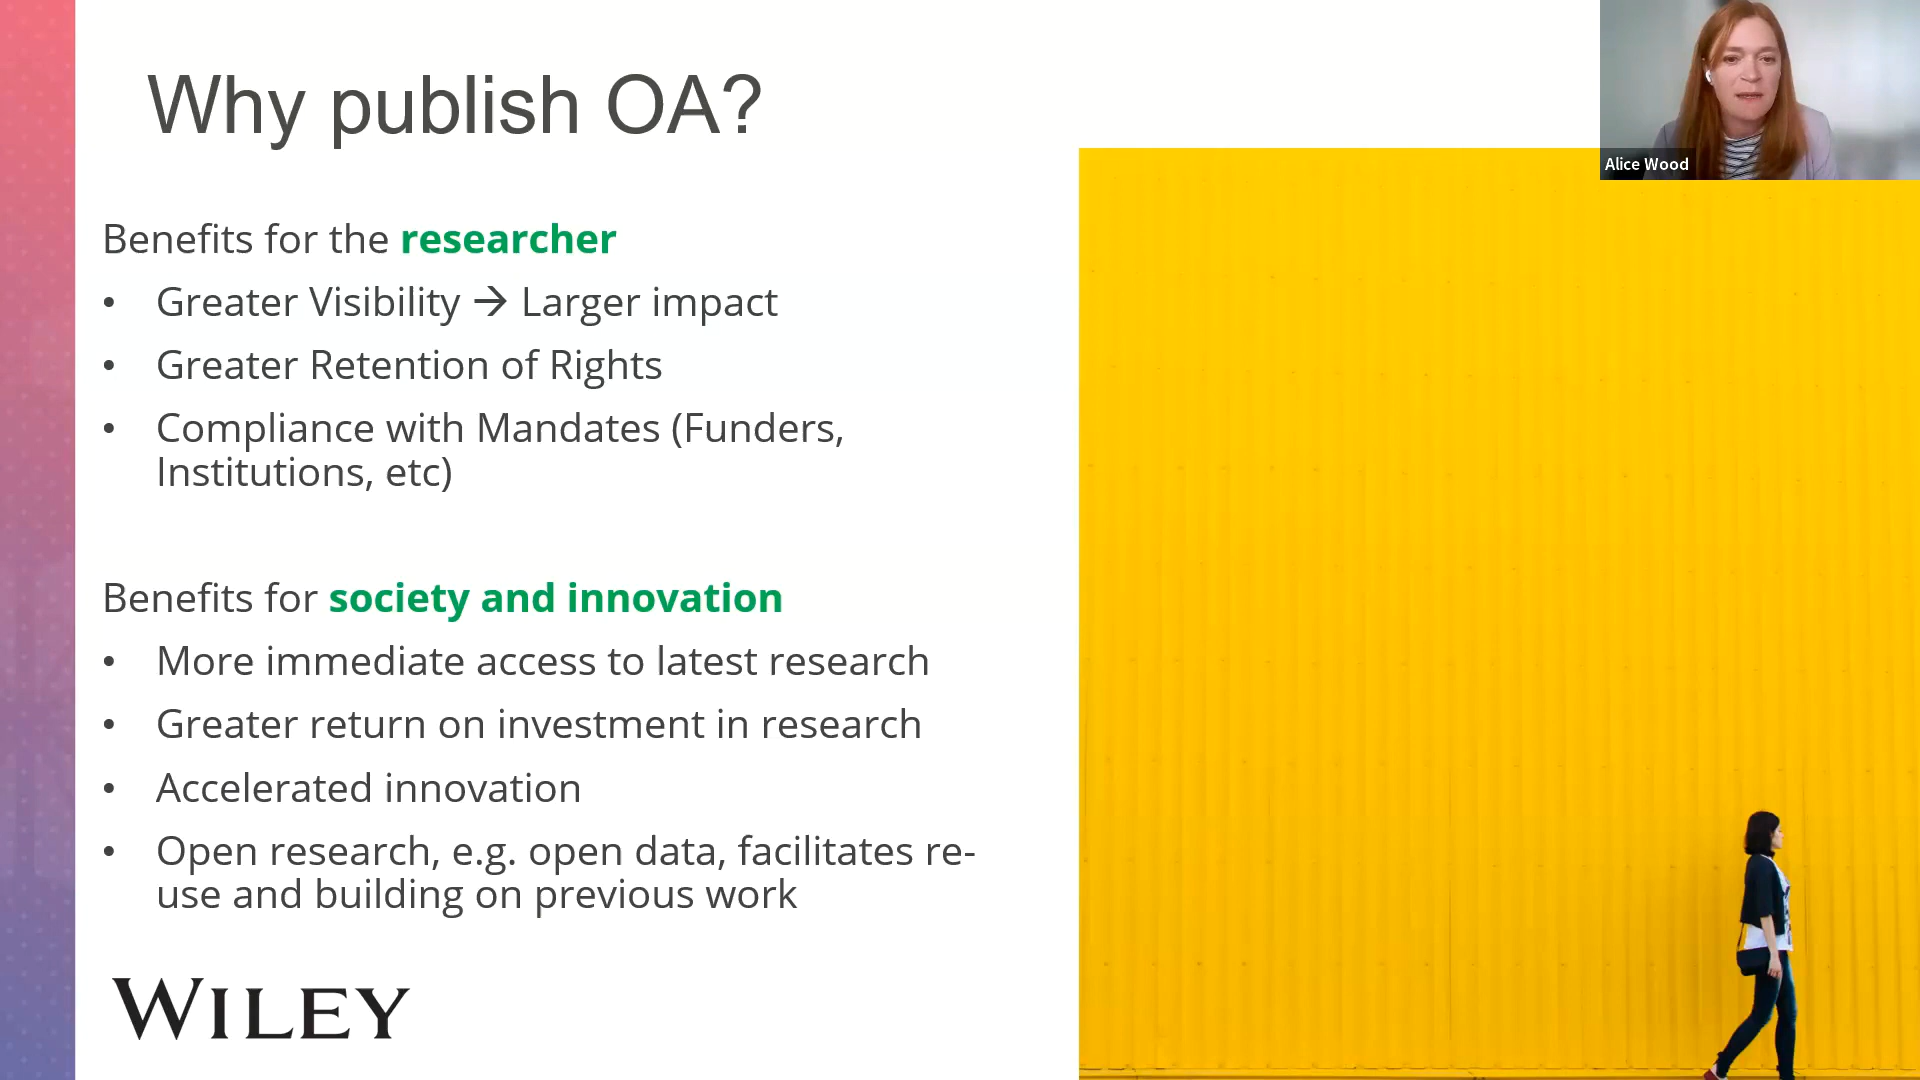 Why publish OA?
Alice Wood
Benefits for the researcher
• Greater Visibility → Larger impact
• Greater Retention of Rights
• Compliance with Mandates (Funders,
Institutions, etc)
Benefits for society and innovation
• More immediate access to latest research
• Greater return on investment in research
• Accelerated innovation
• Open research, e.g. open data, facilitates re-
use and building on previous work
WILEY